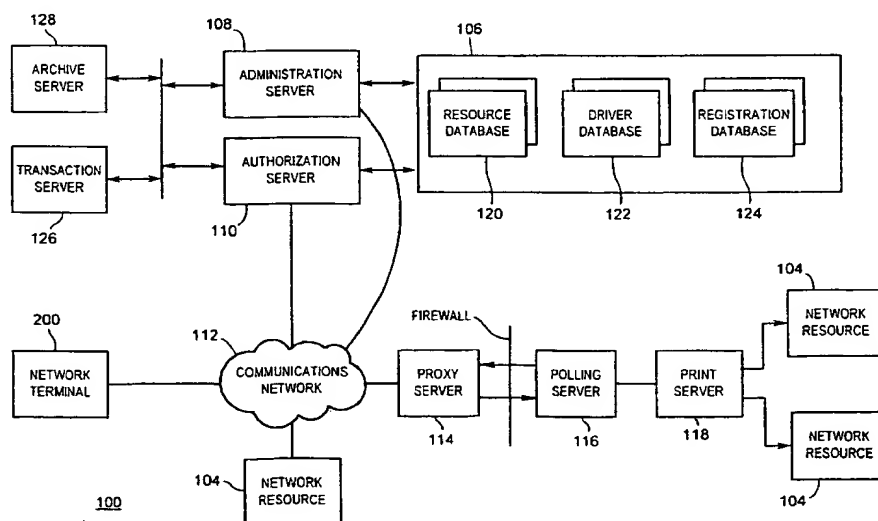 128
ARCHIVE
SERVER
108
ADMINISTRATION
SERVER
106
RESOURCE
DATABASE
DRIVER
DATABASE
REGISTRATION
DATABASE
120
122
124
TRANSACTION
SERVER
126
AUTHORIZATION
SERVER
110
200
NETWORK
TERMINAL
112
COMMUNICATIONS
NETWORK
FIREWALL
PROXY
SERVER
114
POLLING
SERVER
116
PRINT
SERVER
118
104
NETWORK
RESOURCE
NETWORK
RESOURCE
104
104
NETWORK
RESOURCE
100